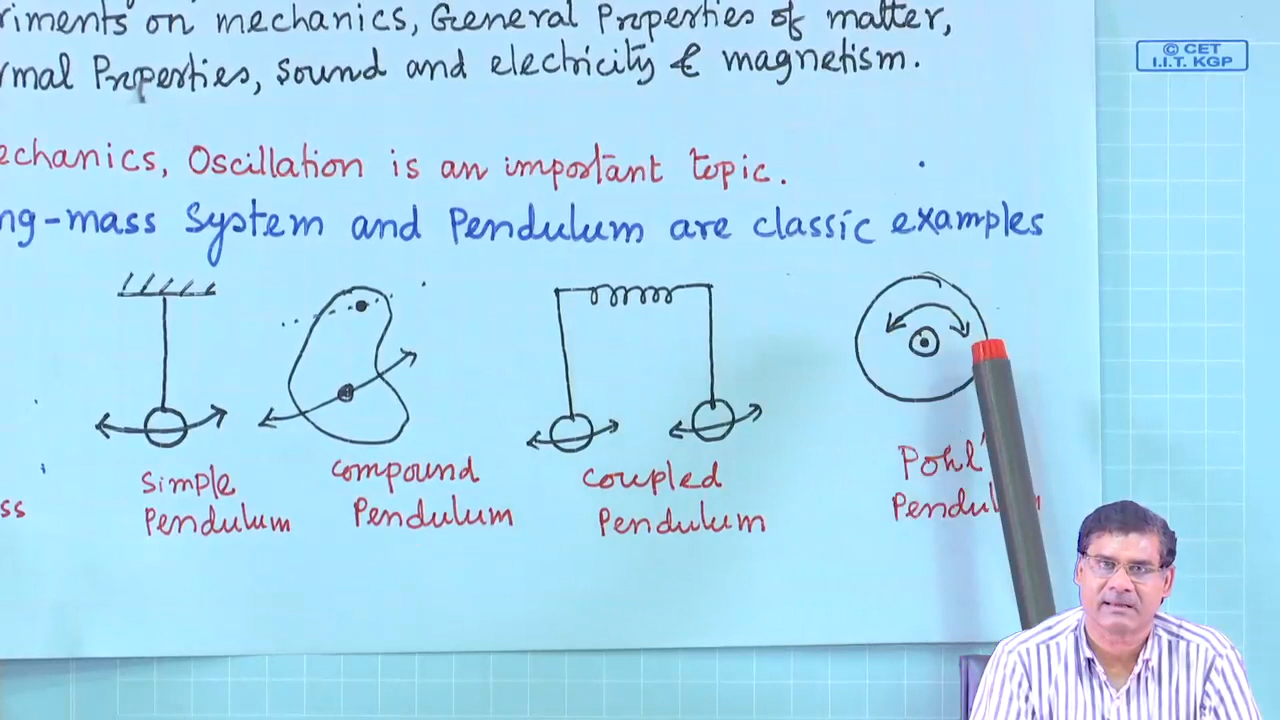 riments on mechanics, General Properties of matter,
rmal Properties, sound and electricity & magnetism.
© CET
I.I.T. KGP
echanics, Oscillation is an important topic.
ng-mass system and Pendulum are classic examples
ss
simple
Pendulum
compound
Pendulum
coupled
Pendulum
Pohl'
Pendul